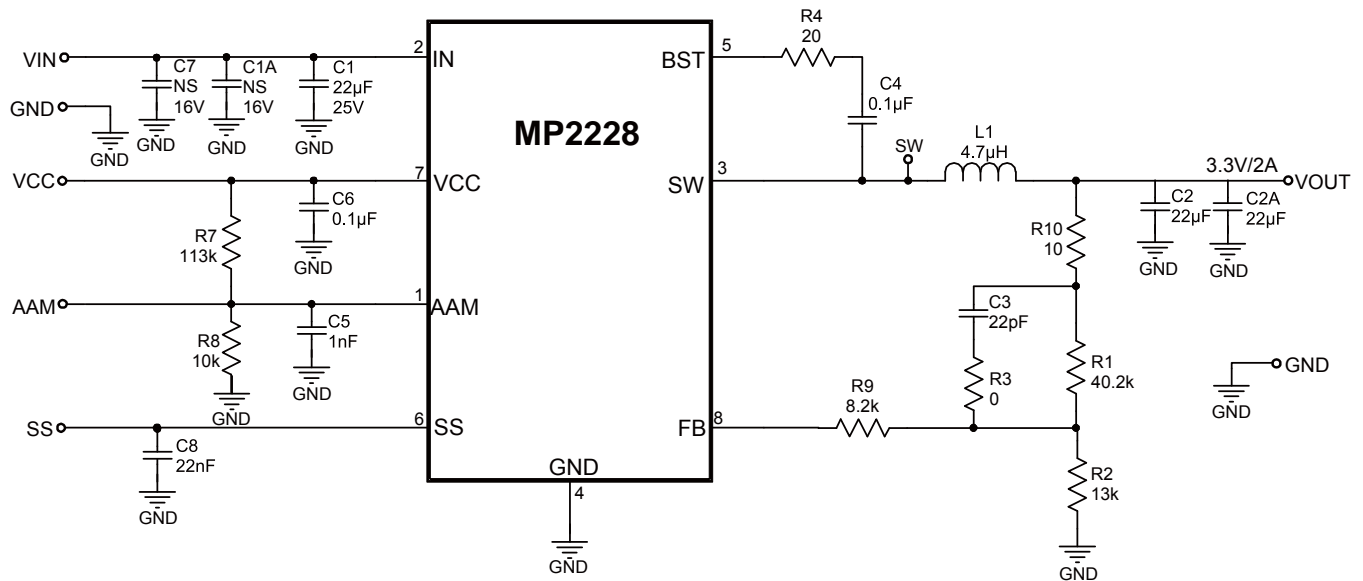 VIN
C7
NS
16V
C1A
NS
16V
C1
22µF
25V
GND
GND
GND
GND
GND
2
IN
MP2228
BST
5
R4
20
C4
0.1µF
VCC
7
VCC
C6
0.1µF
GND
R7
113k
SW
3
SW
L1
4.7µH
3.3V/2A
VOUT
C2
22µF
GND
C2A
22µF
GND
R10
10
AAM
1
AAM
C5
1nF
GND
R8
10k
GND
C3
22pF
R3
0
R1
40.2k
GND
GND
SS
6
SS
C8
22nF
GND
FB
8
R9
8.2k
R2
13k
GND
GND
4
GND